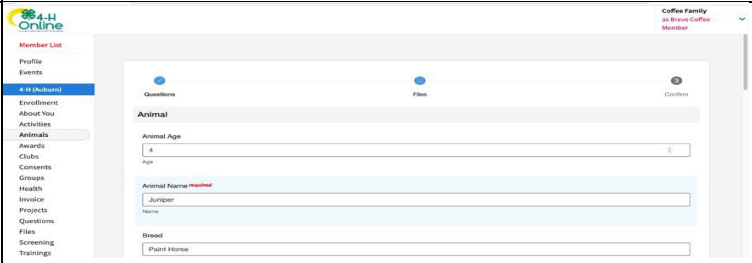 4-H
Online
Coffee Family
as Breve Coffee
Member
Member List
Profile
Events
4-H (Auburn)
Enrollment
About You
Activities
Animals
Awards
Clubs
Consents
Groups
Health
Invoice
Projects
Questions
Files
Screening
Trainings
Questions
Files
3
Confirm
Animal
Animal Age
4
Age
Animal Name required
Juniper
Name
Breed
Paint Horse